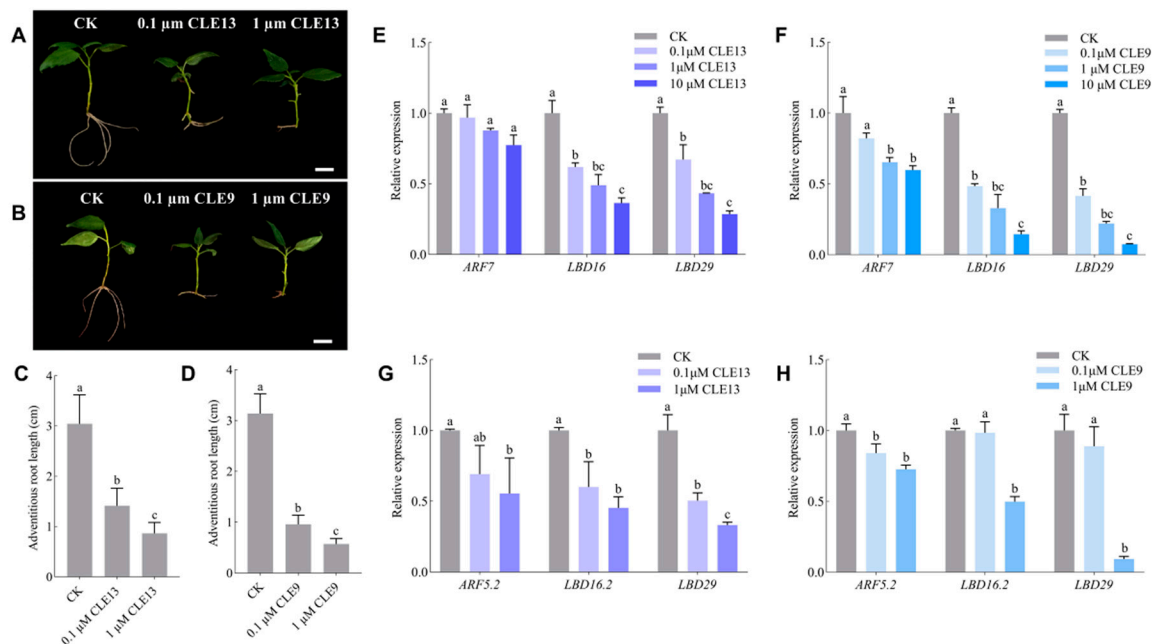 A
CK
0.1 μm CLE13
1 μm CLE13
B
CK
0.1 μm CLE9
1 μm CLE9
C
Adventitious root length (cm)
4
3
2
1
0
a
b
c
CK
0.1 μM CLE13
1 μM CLE13
D
Adventitious root length (cm)
4
3
2
1
0
a
b
c
CK
0.1 μM CLE9
1 μM CLE9
E
CK
0.1μM CLE13
1μM CLE13
10 μM CLE13
Relative expression
1.5
1.0
0.5
0.0
a a a a
a b bc c
a b bc c
ARF7 LBD16 LBD29
F
CK
0.1μM CLE9
1 μM CLE9
10 μM CLE9
Relative expression
1.5
1.0
0.5
0.0
a a a a
a b bc c
a b bc c
ARF7 LBD16 LBD29
G
CK
0.1μM CLE13
1μM CLE13
Relative expression
1.5
1.0
0.5
0.0
a ab b
a b b
a b c
ARF5.2 LBD16.2 LBD29
H
CK
0.1μM CLE9
1μM CLE9
Relative expression
1.5
1.0
0.5
0.0
a b b
a a b
a a b
ARF5.2 LBD16.2 LBD29